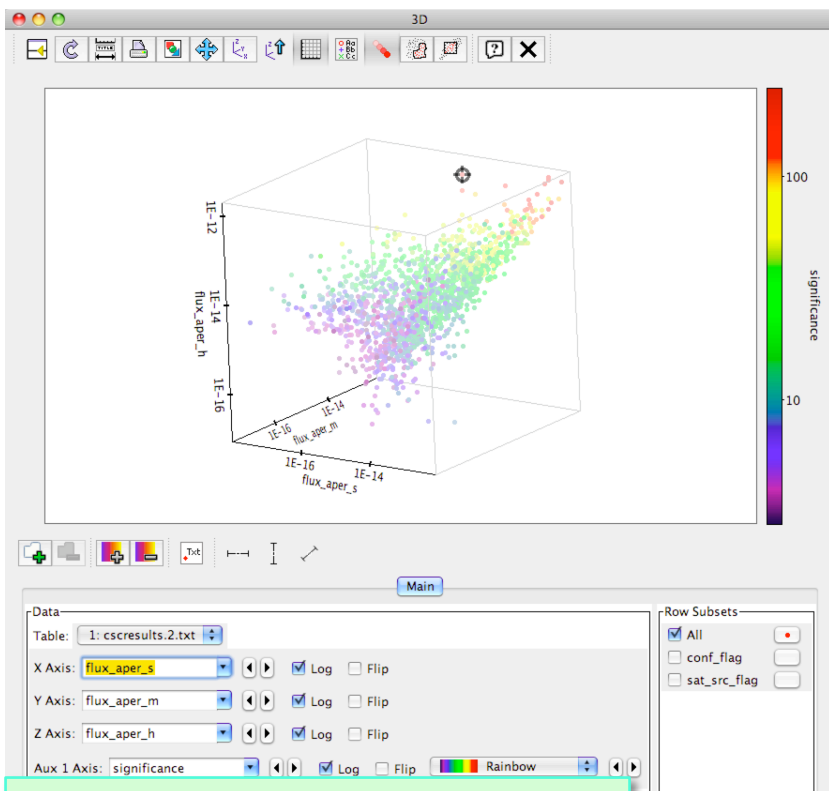 3D
100
significance
10
1E-12
1E-14
flux_aper_h
1E-16
1E-14
1E-16
flux_aper_m
1E-16
1E-14
flux_aper_s
Txt
Main
Data
Table: 1: cscresults.2.txt
X Axis: flux_aper_s Log Flip
Y Axis: flux_aper_m Log Flip
Z Axis: flux_aper_h Log Flip
Aux 1 Axis: significance Log Flip Rainbow
Row Subsets
All
conf_flag
sat_src_flag